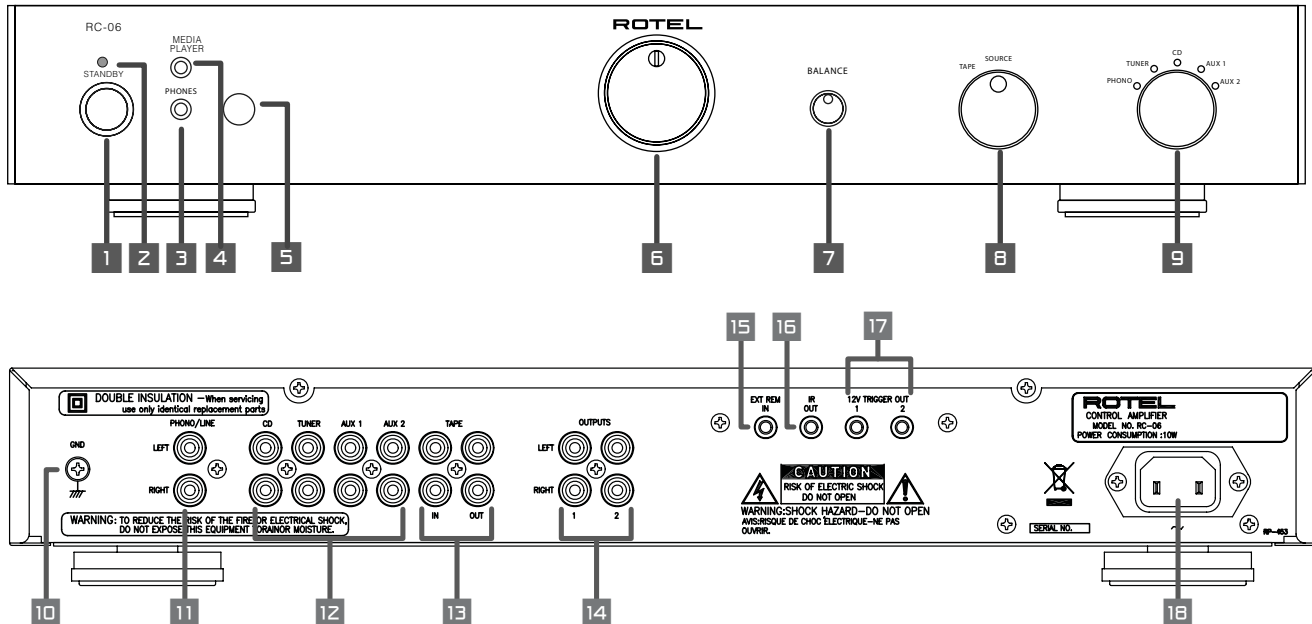 RC-06
ROTEL
MEDIA
PLAYER
STANDBY
PHONES
BALANCE
TAPE
SOURCE
PHONO
TUNER
CD
AUX 1
AUX 2
1
2
3
4
5
6
7
8
9
15
16
17
DOUBLE INSULATION -When servicing
use only identical replacement parts
GND
PHONO/LINE
CD
TUNER
AUX 1
AUX 2
TAPE
OUTPUTS
LEFT
RIGHT
IN
OUT
LEFT
RIGHT
1
2
WARNING: TO REDUCE THE RISK OF THE FIRE OR ELECTRICAL SHOCK,
DO NOT EXPOSE THIS EQUIPMENT TORAINOR MOISTURE.
EXT REM
IN
IR
OUT
12V TRIGGER OUT
1
2
CAUTION
RISK OF ELECTRIC SHOCK
DO NOT OPEN
WARNING:SHOCK HAZARD-DO NOT OPEN
AVIS:RISQUE DE CHOC ÉLECTRIQUE-NE PAS
OUVRIR.
ROTEL
CONTROL AMPLIFIER
MODEL NO. RC-06
POWER CONSUMPTION :10W
SERIAL NO.
~
RP-463
10
11
12
13
14
18